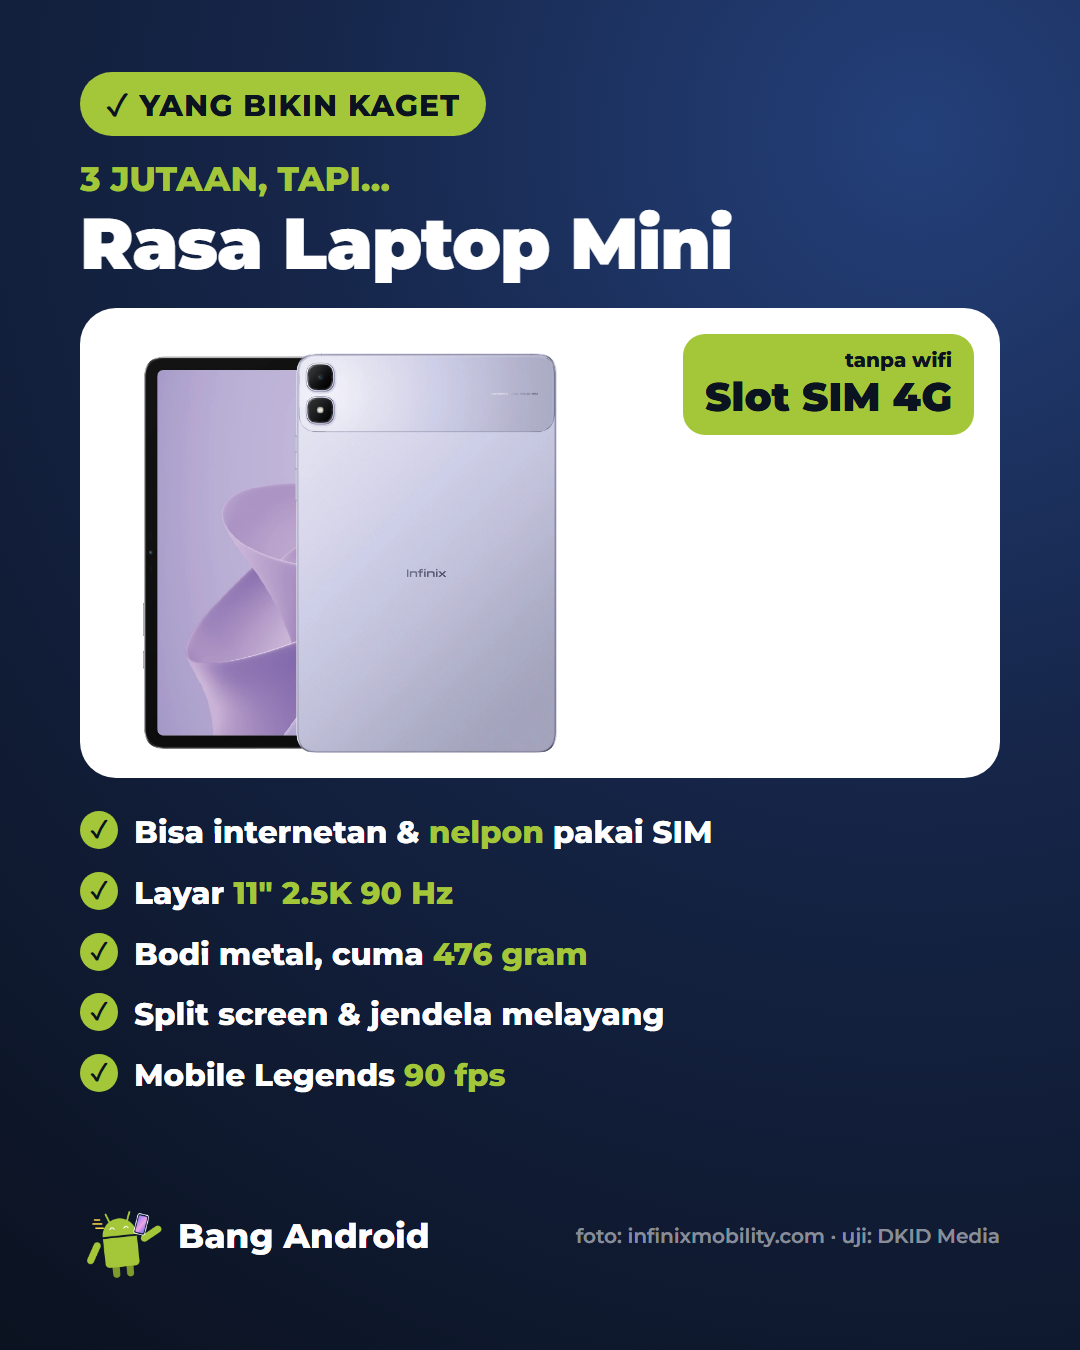 ✓ YANG BIKIN KAGET
3 JUTAAN, TAPI...
Rasa Laptop Mini
tanpa wifi
Slot SIM 4G
Infinix
✓ Bisa internetan & nelpon pakai SIM
✓ Layar 11" 2.5K 90 Hz
✓ Bodi metal, cuma 476 gram
✓ Split screen & jendela melayang
✓ Mobile Legends 90 fps
Bang Android
foto: infinixmobility.com · uji: DKID Media